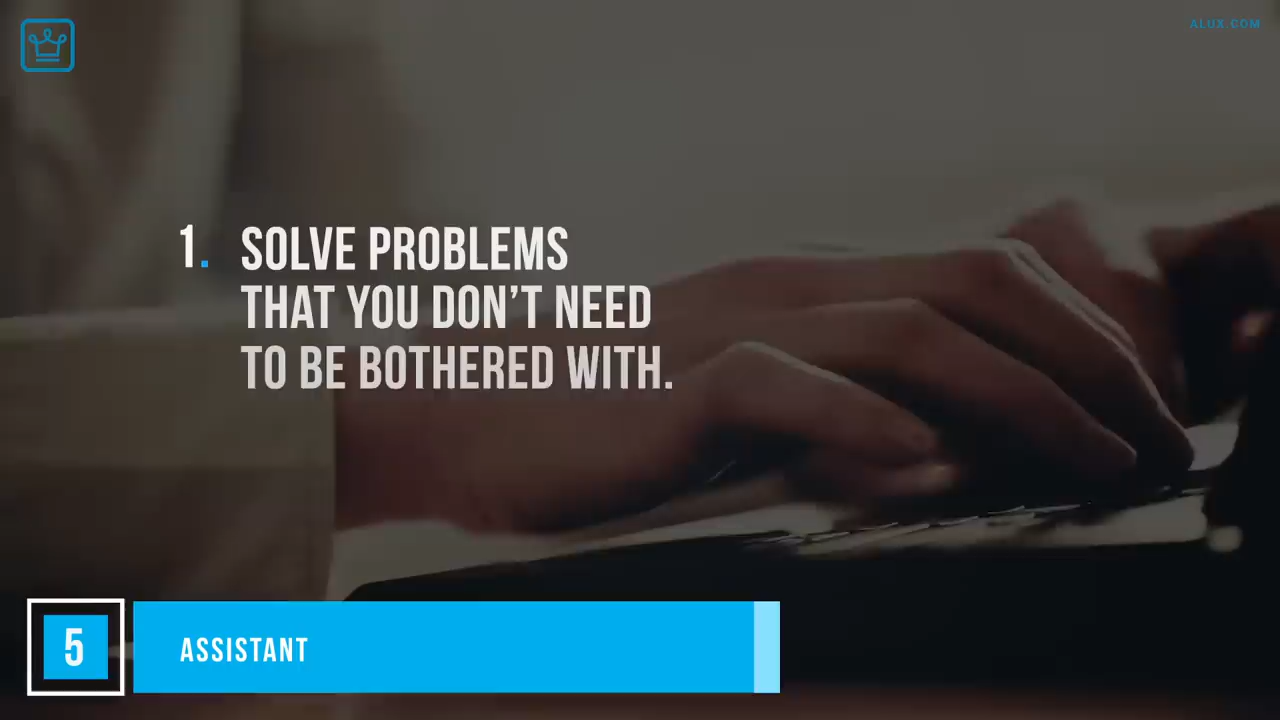 ALUX.COM
1. SOLVE PROBLEMS
THAT YOU DON'T NEED
TO BE BOTHERED WITH.
5
ASSISTANT